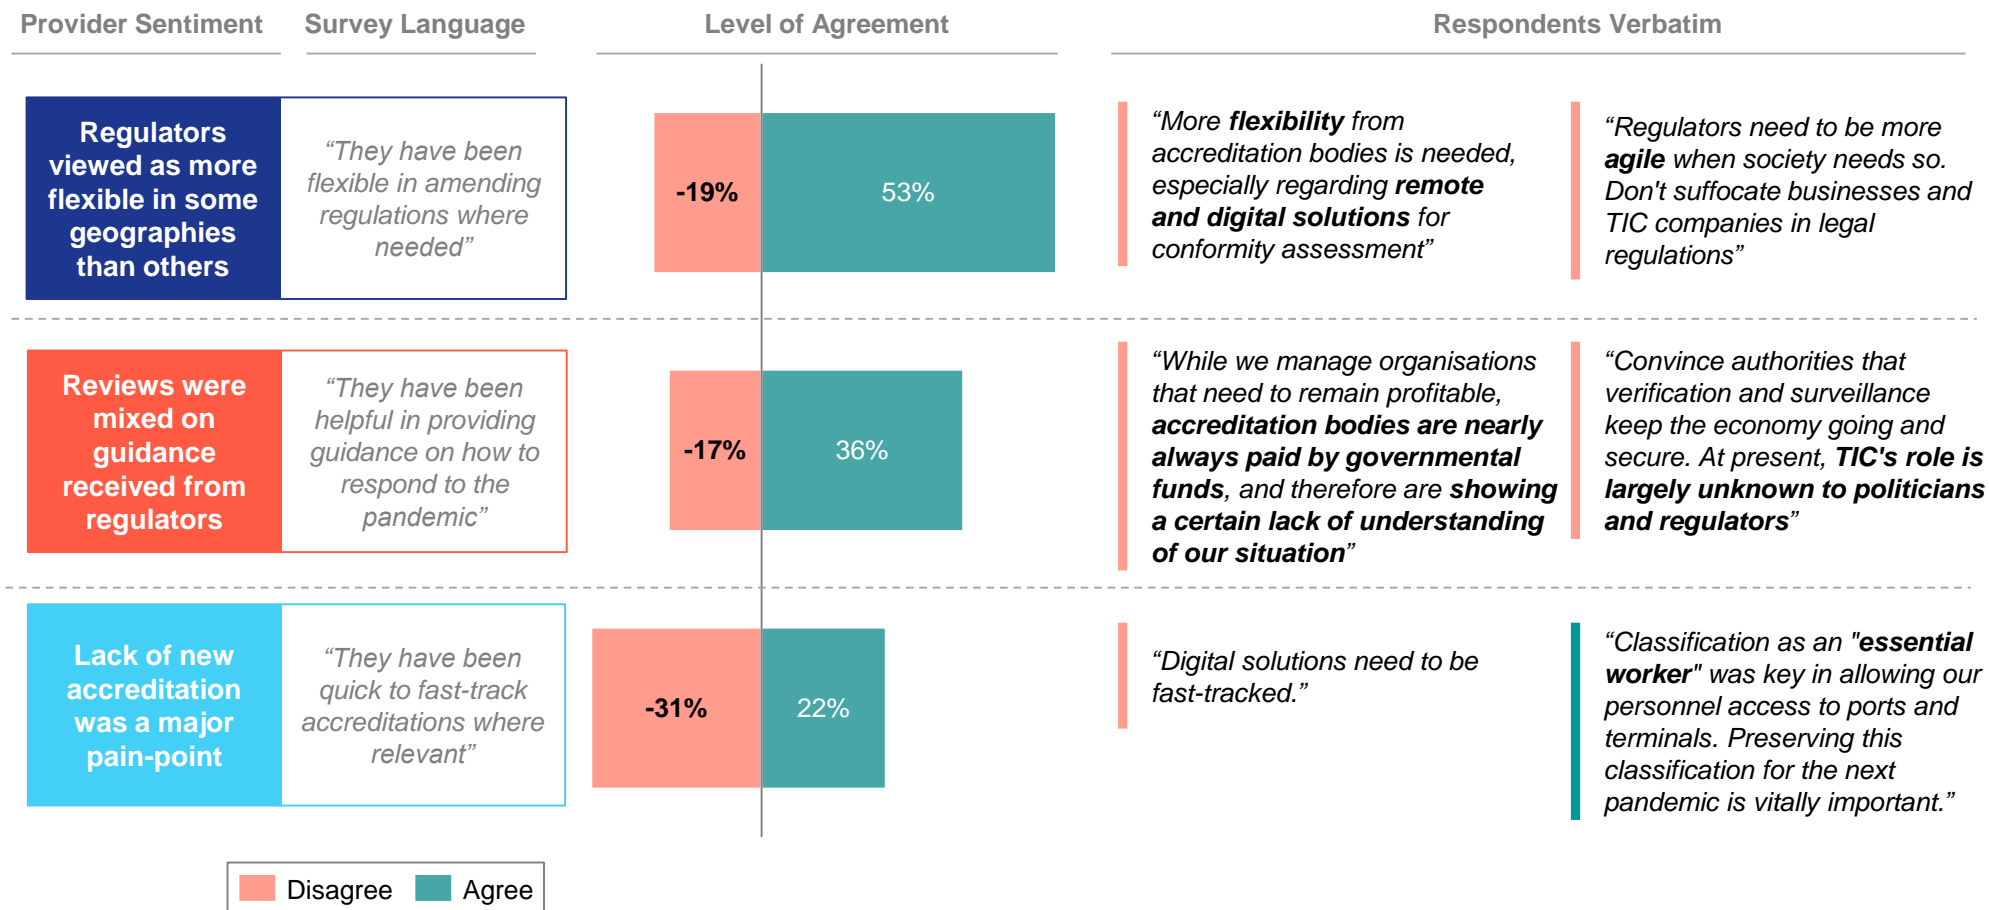 Provider Sentiment
Survey Language
Level of Agreement
Respondents Verbatim
Regulators
viewed as more
flexible in some
geographies
than others
“They have been
flexible in amending
regulations where
needed”
-19%
53%
“More flexibility from
accreditation bodies is needed,
especially regarding remote
and digital solutions for
conformity assessment”
“Regulators need to be more
agile when society needs so.
Don't suffocate businesses and
TIC companies in legal
regulations”
Reviews were
mixed on
guidance
received from
regulators
“They have been
helpful in providing
guidance on how to
respond to the
pandemic”
-17%
36%
“While we manage organisations
that need to remain profitable,
accreditation bodies are nearly
always paid by governmental
funds, and therefore are showing
a certain lack of understanding
of our situation”
“Convince authorities that
verification and surveillance
keep the economy going and
secure. At present, TIC's role is
largely unknown to politicians
and regulators”
Lack of new
accreditation
was a major
pain-point
“They have been
quick to fast-track
accreditations where
relevant”
-31%
22%
“Digital solutions need to be
fast-tracked.”
“Classification as an "essential
worker" was key in allowing our
personnel access to ports and
terminals. Preserving this
classification for the next
pandemic is vitally important.”
Disagree
Agree